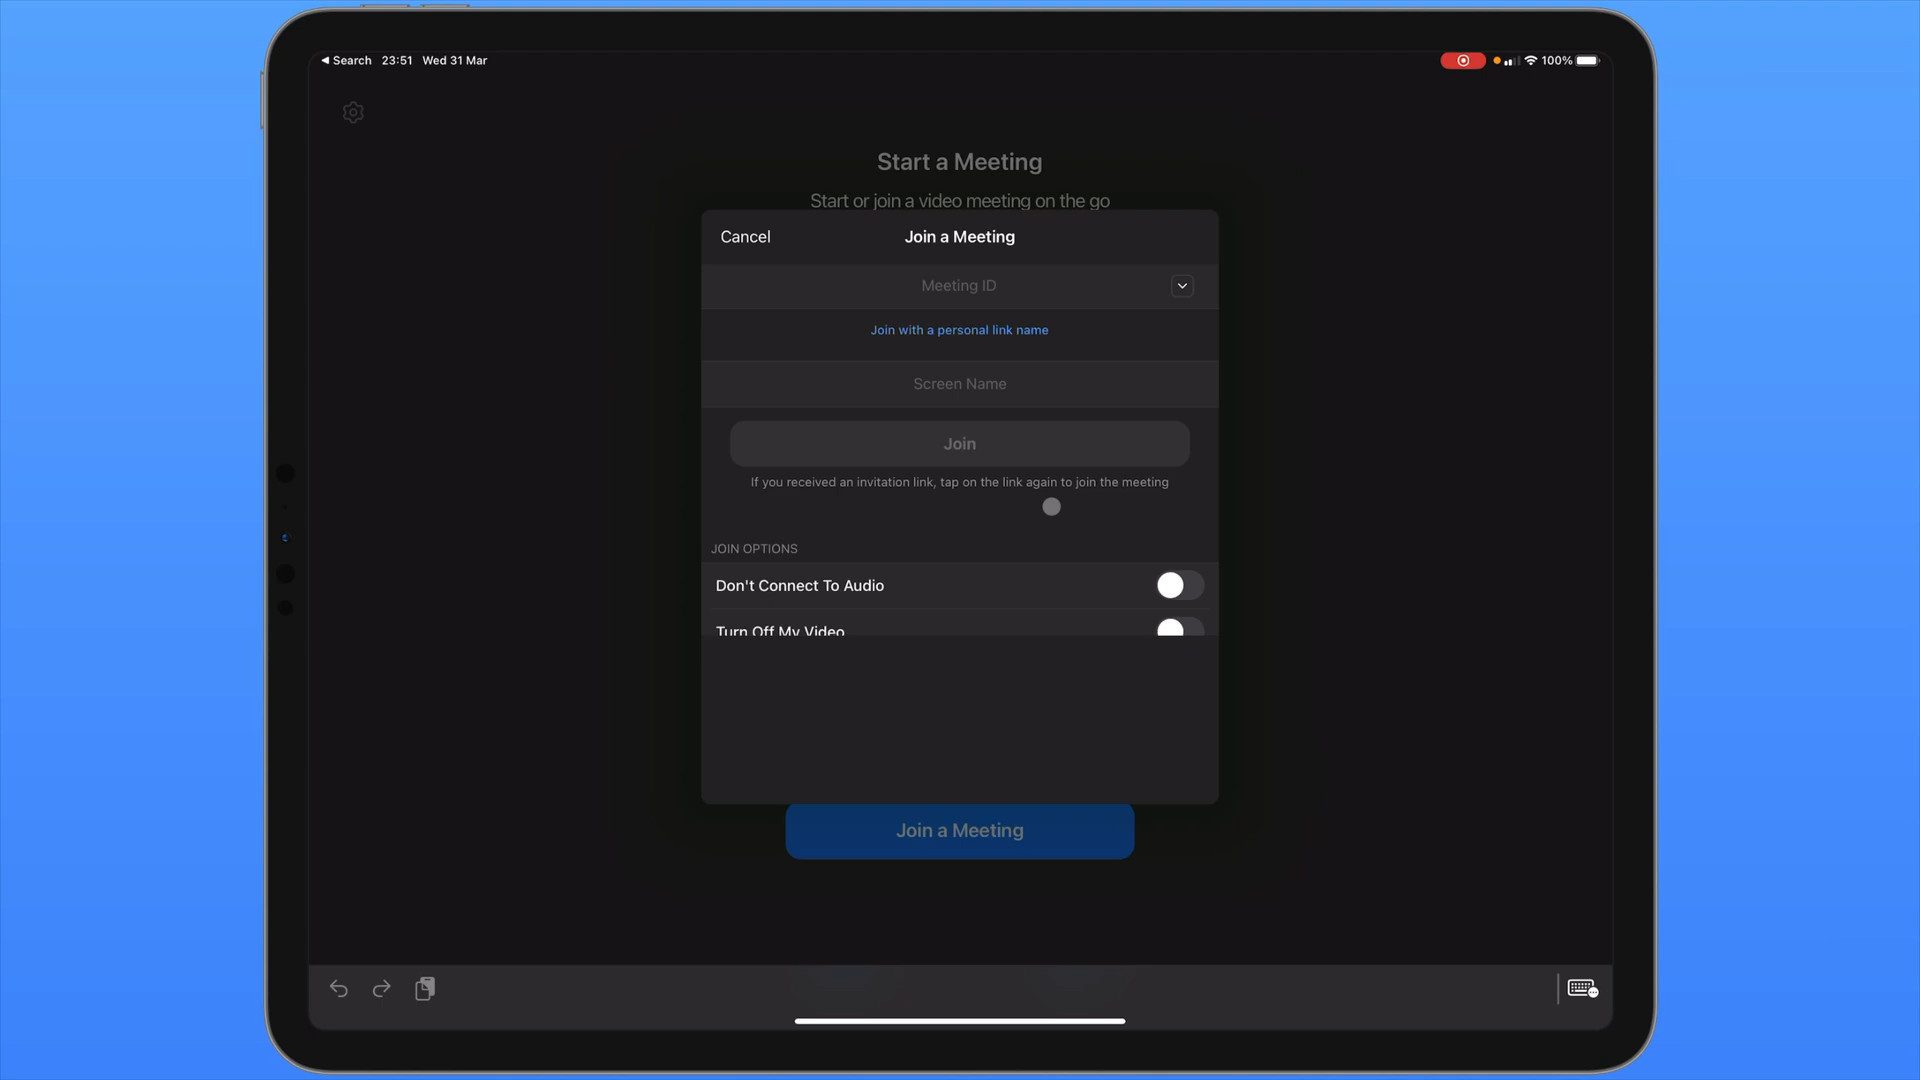 Search 23:51 Wed 31 Mar
100%
Start a Meeting
Start or join a video meeting on the go
Cancel
Join a Meeting
Meeting ID
Join with a personal link name
Screen Name
Join
If you received an invitation link, tap on the link again to join the meeting
JOIN OPTIONS
Don't Connect To Audio
Turn Off My Video
Join a Meeting